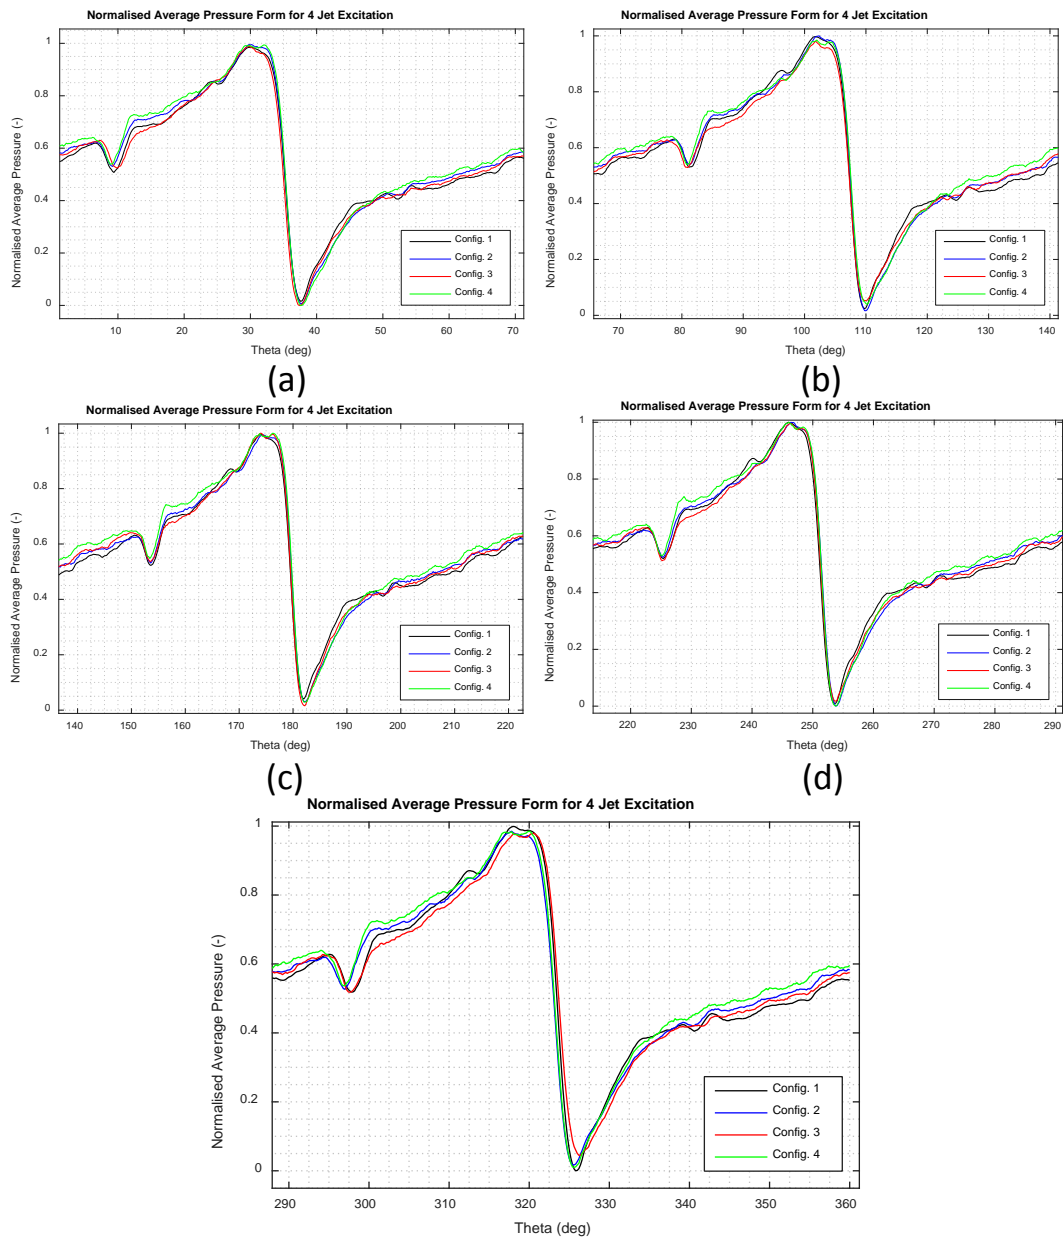 Normalised Average Pressure Form for 4 Jet Excitation
Normalised Average Pressure (-)
1
0.8
0.6
0.4
0.2
0
10 20 30 40 50 60 70
Theta (deg)
Config. 1
Config. 2
Config. 3
Config. 4
(a)
Normalised Average Pressure Form for 4 Jet Excitation
Normalised Average Pressure (-)
1
0.8
0.6
0.4
0.2
0
70 80 90 100 110 120 130 140
Theta (deg)
Config. 1
Config. 2
Config. 3
Config. 4
(b)
Normalised Average Pressure Form for 4 Jet Excitation
Normalised Average Pressure (-)
1
0.8
0.6
0.4
0.2
0
140 150 160 170 180 190 200 210 220
Theta (deg)
Config. 1
Config. 2
Config. 3
Config. 4
(c)
Normalised Average Pressure Form for 4 Jet Excitation
Normalised Average Pressure (-)
1
0.8
0.6
0.4
0.2
0
220 230 240 250 260 270 280 290
Theta (deg)
Config. 1
Config. 2
Config. 3
Config. 4
(d)
Normalised Average Pressure Form for 4 Jet Excitation
Normalised Average Pressure (-)
1
0.8
0.6
0.4
0.2
0
290 300 310 320 330 340 350 360
Theta (deg)
Config. 1
Config. 2
Config. 3
Config. 4